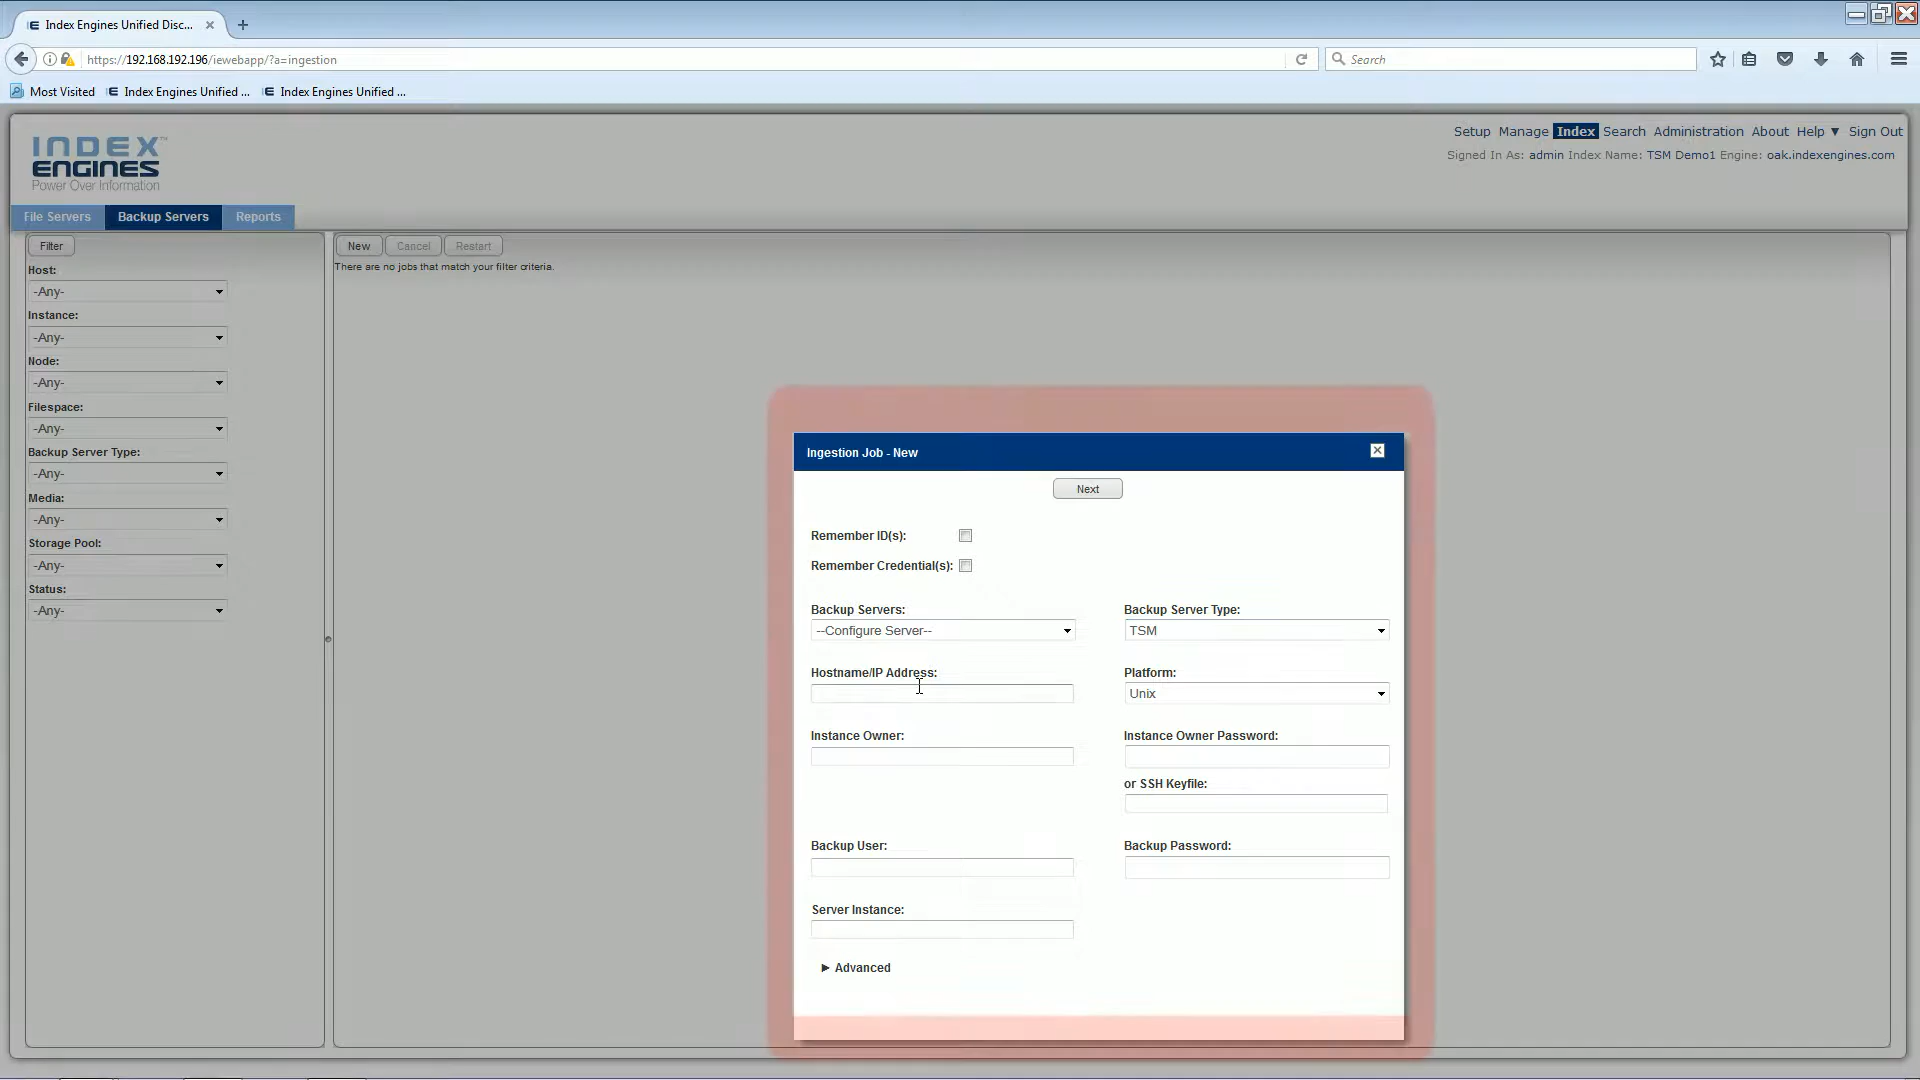 Index Engines Unified Disc...
https://192.168.192.196/iewebapp/?a=ingestion
Search
Most Visited
Index Engines Unified ...
Index Engines Unified ...
INDEX™
ENGINES
Power Over Information
Setup Manage Index Search Administration About Help ▼ Sign Out
Signed In As: admin Index Name: TSM Demo1 Engine: oak.indexengines.com
File Servers Backup Servers Reports
Filter
New Cancel Restart
There are no jobs that match your filter criteria.
Host:
-Any-
Instance:
-Any-
Node:
-Any-
Filespace:
-Any-
Backup Server Type:
-Any-
Media:
-Any-
Storage Pool:
-Any-
Status:
-Any-
Ingestion Job - New
Next
Remember ID(s):
Remember Credential(s):
Backup Servers: Backup Server Type:
--Configure Server-- TSM
Hostname/IP Address: Platform:
Unix
Instance Owner: Instance Owner Password:
or SSH Keyfile:
Backup User: Backup Password:
Server Instance:
► Advanced